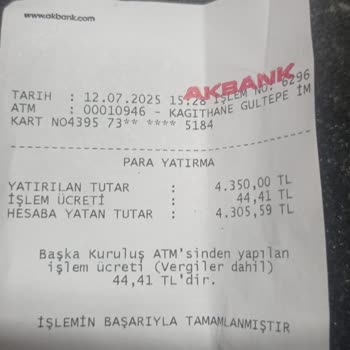 www.akbank.com
AKBANK
TARİH : 12.07.2025 15:28 İŞLEM NO: 6296
ATM : 00010946 - KAGITHANE GULTEPE İM
KART NO4395 73** **** 5184
PARA YATIRMA
YATIRILAN TUTAR : 4.350,00 TL
İŞLEM ÜCRETİ : 44,41 TL
HESABA YATAN TUTAR : 4.305,59 TL
Başka Kuruluş ATM'sinden yapılan
işlem ücreti (Vergiler dahil)
44,41 TL'dir.
İŞLEMİN BAŞARIYLA TAMAMLANMIŞTIR